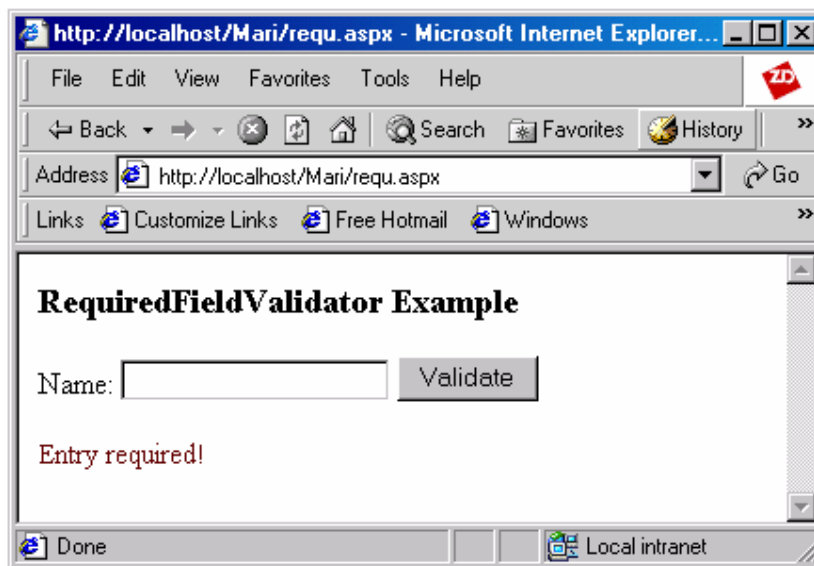 http://localhost/Mari/requ.aspx - Microsoft Internet Explorer...
File Edit View Favorites Tools Help
ZD
Back Search Favorites History »
Address http://localhost/Mari/requ.aspx Go
Links Customize Links Free Hotmail Windows »
RequiredFieldValidator Example
Name: Validate
Entry required!
Done Local intranet